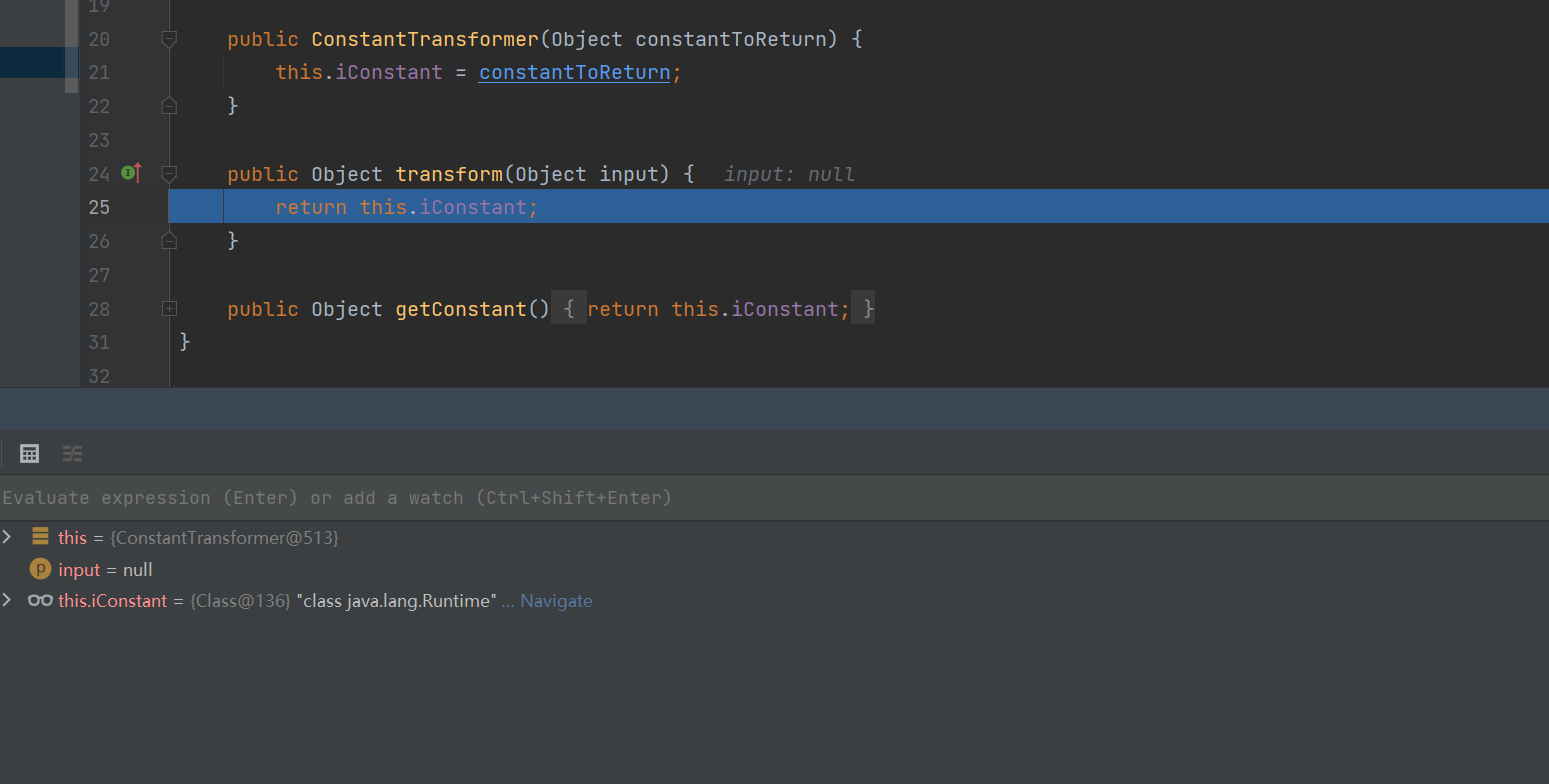 19
20 public ConstantTransformer(Object constantToReturn) {
21 this.iConstant = constantToReturn;
22 }
23
24 public Object transform(Object input) { input: null
25 return this.iConstant;
26 }
27
28 public Object getConstant() { return this.iConstant; }
31 }
32
Evaluate expression (Enter) or add a watch (Ctrl+Shift+Enter)
this = {ConstantTransformer@513}
p input = null
this.iConstant = {Class@136} "class java.lang.Runtime" ... Navigate